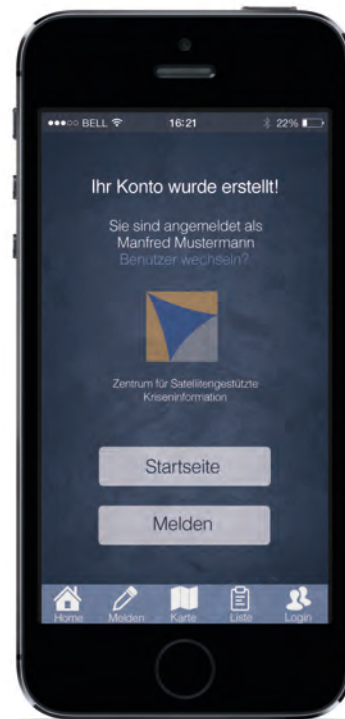 BELL 16:21 22%
Ihr Konto wurde erstellt!
Sie sind angemeldet als
Manfred Mustermann
Benutzer wechseln?
Zentrum für Satellitengestützte
Kriseninformation
Startseite
Melden
Home Melden Karte Liste Login